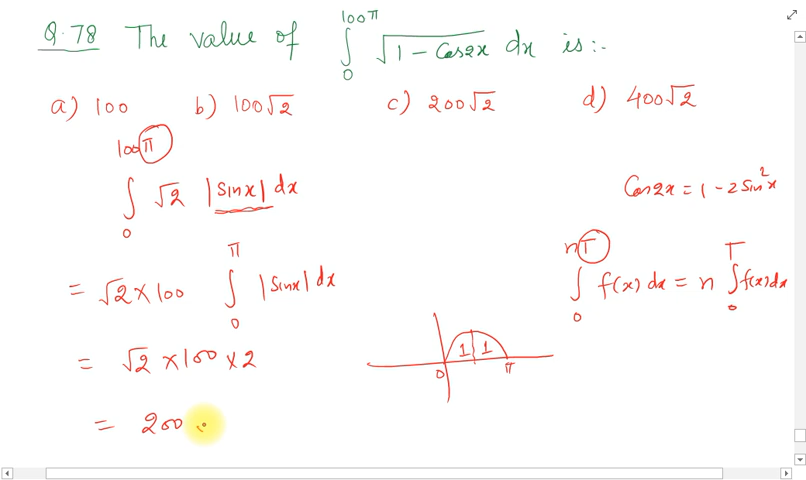 Q.78 The value of ∫₀^{100π} √(1 - Cos2x) dx is:-
a) 100 b) 100√2 c) 200√2 d) 400√2
∫₀^{100π} √2 |Sinx| dx
Cos2x = 1 - 2Sin²x
= √2 × 100 ∫₀^{π} |Sinx| dx
∫₀^{nT} f(x) dx = n ∫₀^{T} f(x) dx
= √2 × 100 × 2
1 1
0 π
= 200